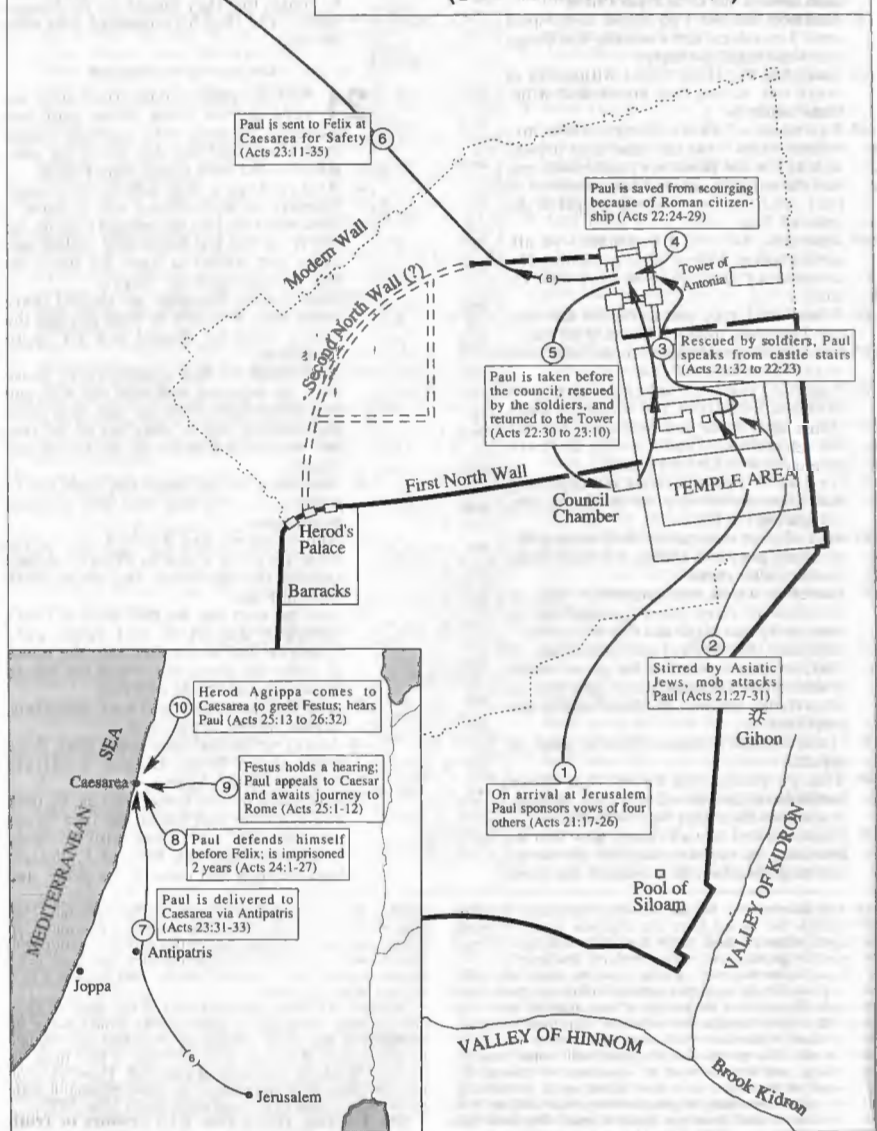 Paul is sent to Felix at
Caesarea for Safety
(Acts 23:11-35)
6
Paul is saved from scourging
because of Roman citizen-
ship (Acts 22:24-29)
4
Modern Wall
(6)
Tower of
Antonia
Second North Wall (?)
5
3
Rescued by soldiers, Paul
speaks from castle stairs
(Acts 21:32 to 22:23)
Paul is taken before
the council, rescued
by the soldiers, and
returned to the Tower
(Acts 22:30 to 23:10)
First North Wall
TEMPLE AREA
Council
Chamber
Herod's
Palace
Barracks
2
Stirred by Asiatic
Jews, mob attacks
Paul (Acts 21:27-31)
Gihon
1
On arrival at Jerusalem
Paul sponsors vows of four
others (Acts 21:17-26)
Pool of
Siloam
VALLEY OF KIDRON
VALLEY OF HINNOM
Brook Kidron
10
Herod Agrippa comes to
Caesarea to greet Festus; hears
Paul (Acts 25:13 to 26:32)
MEDITERRANEAN SEA
Caesarea
9
Festus holds a hearing;
Paul appeals to Caesar
and awaits journey to
Rome (Acts 25:1-12)
8
Paul defends himself
before Felix; is imprisoned
2 years (Acts 24:1-27)
Paul is delivered to
Caesarea via Antipatris
(Acts 23:31-33)
7
Antipatris
Joppa
6
Jerusalem